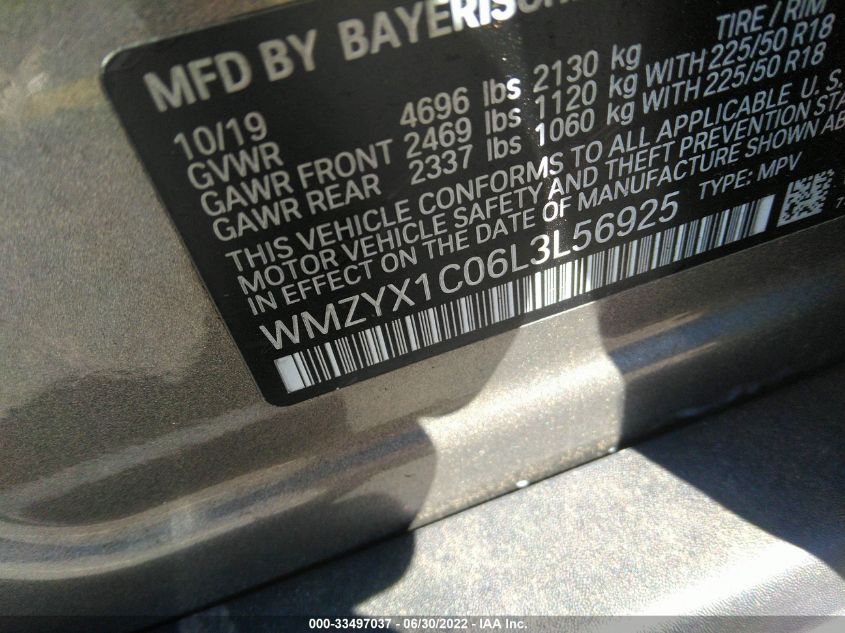 MFD BY BAYERISCH
TIRE / RIM
10/19
GVWR 4696 lbs 2130 kg
GAWR FRONT 2469 lbs 1120 kg WITH 225/50 R18
GAWR REAR 2337 lbs 1060 kg WITH 225/50 R18
THIS VEHICLE CONFORMS TO ALL APPLICABLE U. S.
MOTOR VEHICLE SAFETY AND THEFT PREVENTION STA
IN EFFECT ON THE DATE OF MANUFACTURE SHOWN AB
WMZYX1C06L3L56925 TYPE: MPV
000-33497037 - 06/30/2022 - IAA Inc.